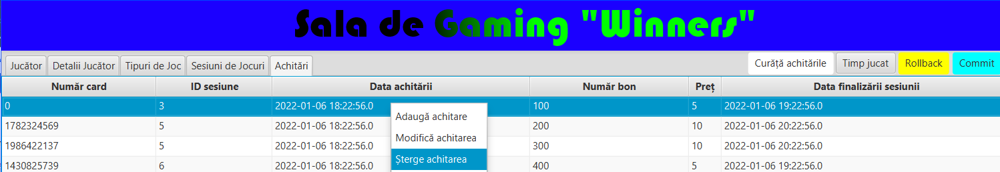 Sala de Gaming "Winners"
Jucător Detalii Jucător Tipuri de Joc Sesiuni de Jocuri Achitări Curăță achitările Timp jucat Rollback Commit
Număr card ID sesiune Data achitării Număr bon Preț Data finalizării sesiunii
0 3 2022-01-06 18:22:56.0 100 5 2022-01-06 19:22:56.0
Adaugă achitare
1782324569 5 2022-01-06 18:22:56.0 200 10 2022-01-06 20:22:56.0
Modifică achitarea
1986422137 5 2022-01-06 18:22:56.0 300 10 2022-01-06 20:22:56.0
Șterge achitarea
1430825739 6 2022-01-06 18:22:56.0 400 5 2022-01-06 19:22:56.0